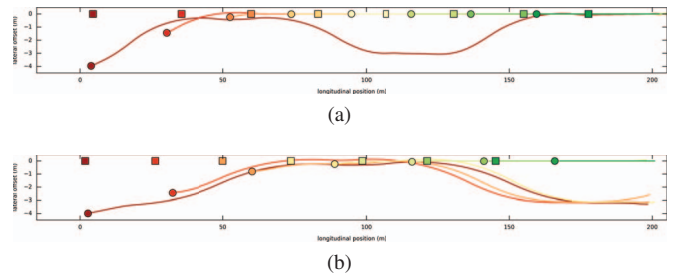 0
−1
−2
−3
−4
lateral offset (m)
0 50 100 150 200
longitudinal position (m)
(a)
0
−1
−2
−3
−4
lateral offset (m)
0 50 100 150 200
longitudinal position (m)
(b)